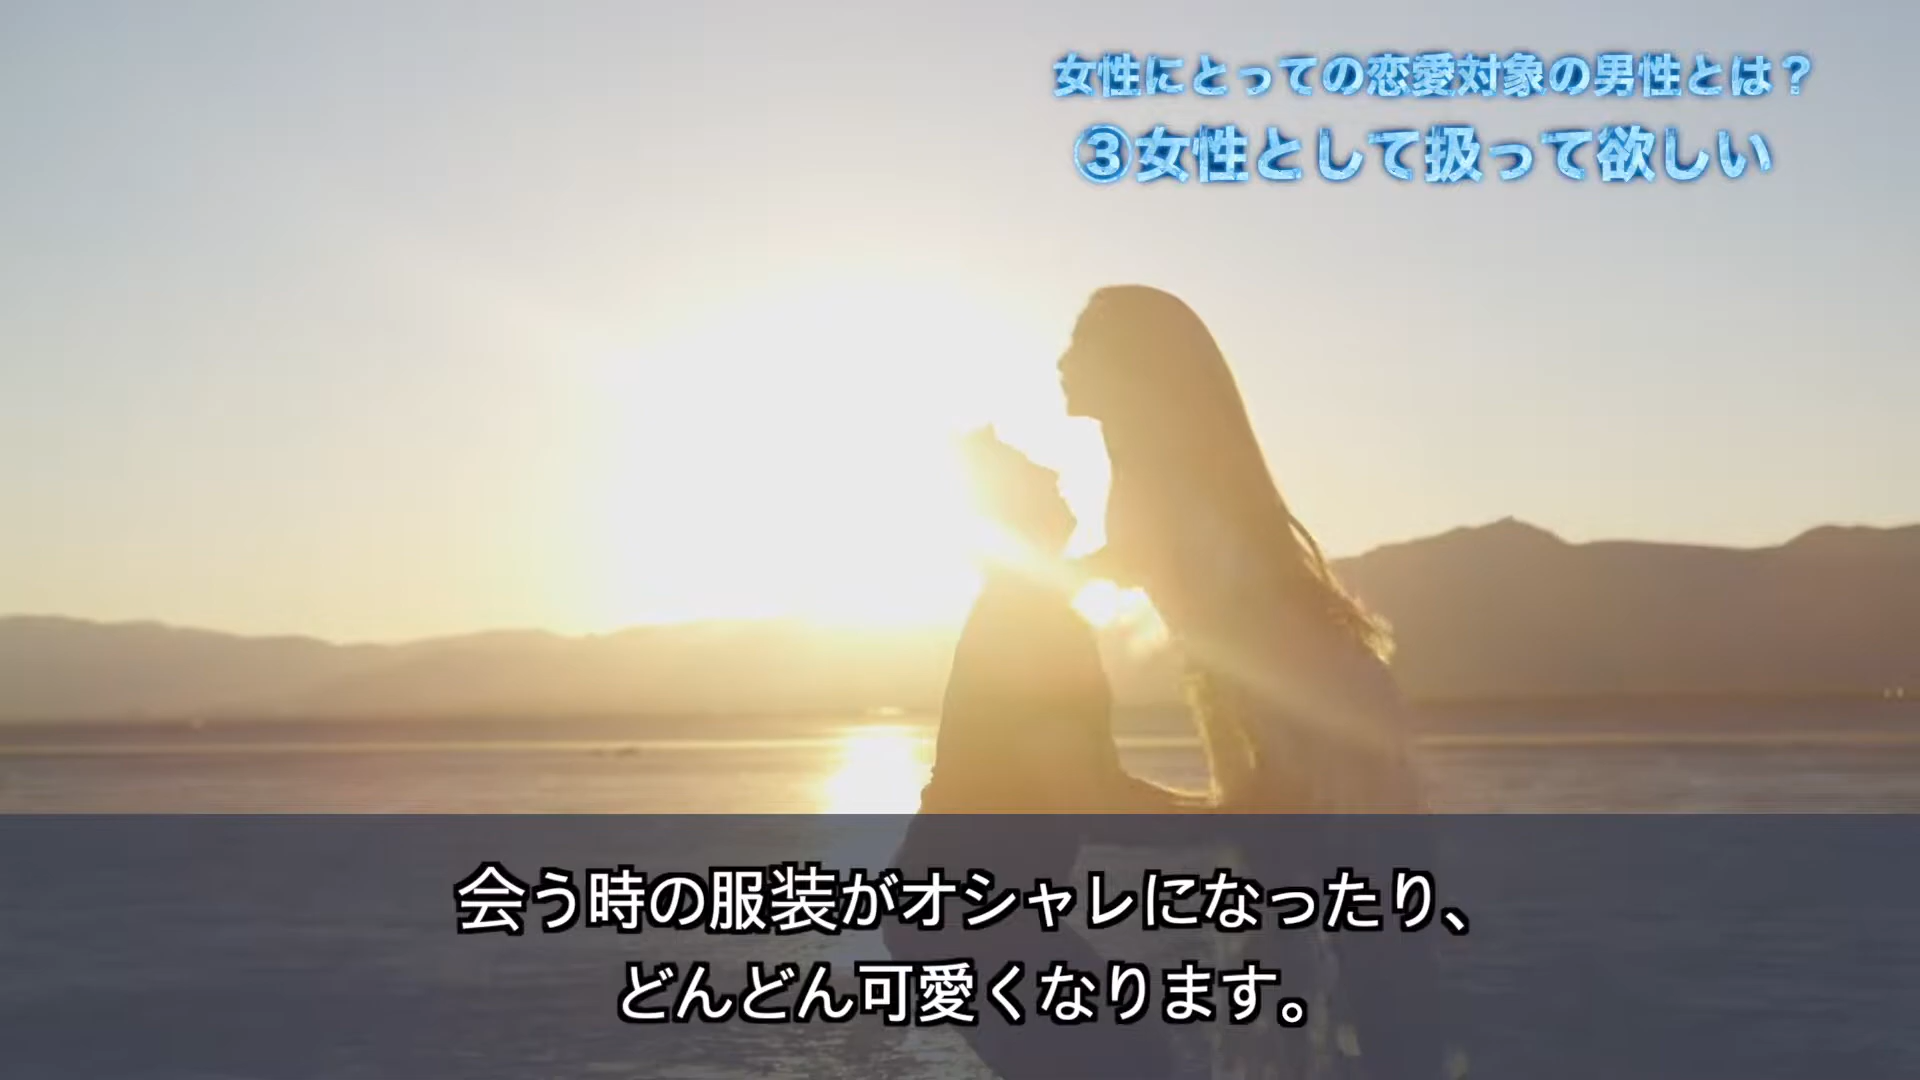 女性にとっての恋愛対象の男性とは？
③女性として扱って欲しい
会う時の服装がオシャレになったり、
どんどん可愛くなります。